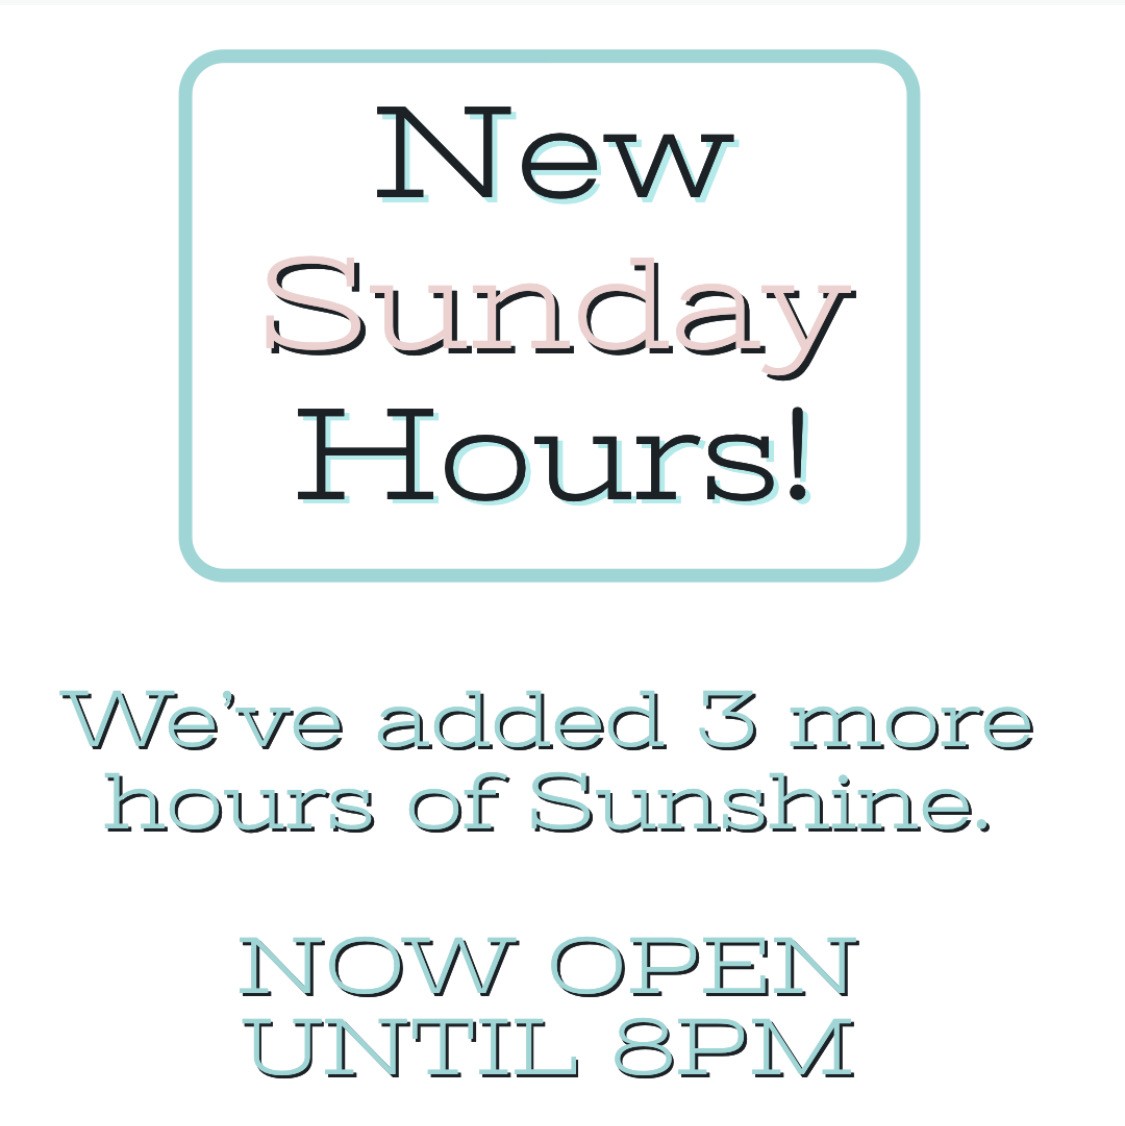 New
Sunday
Hours!
We’ve added 3 more
hours of Sunshine.
NOW OPEN
UNTIL 8PM